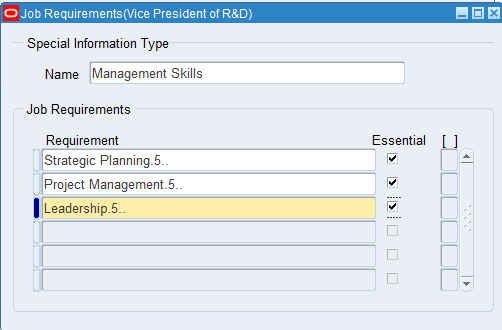 Job Requirements(Vice President of R&D)
Special Information Type
Name Management Skills
Job Requirements
Requirement Essential [ ]
Strategic Planning.5..
Project Management.5..
Leadership.5..